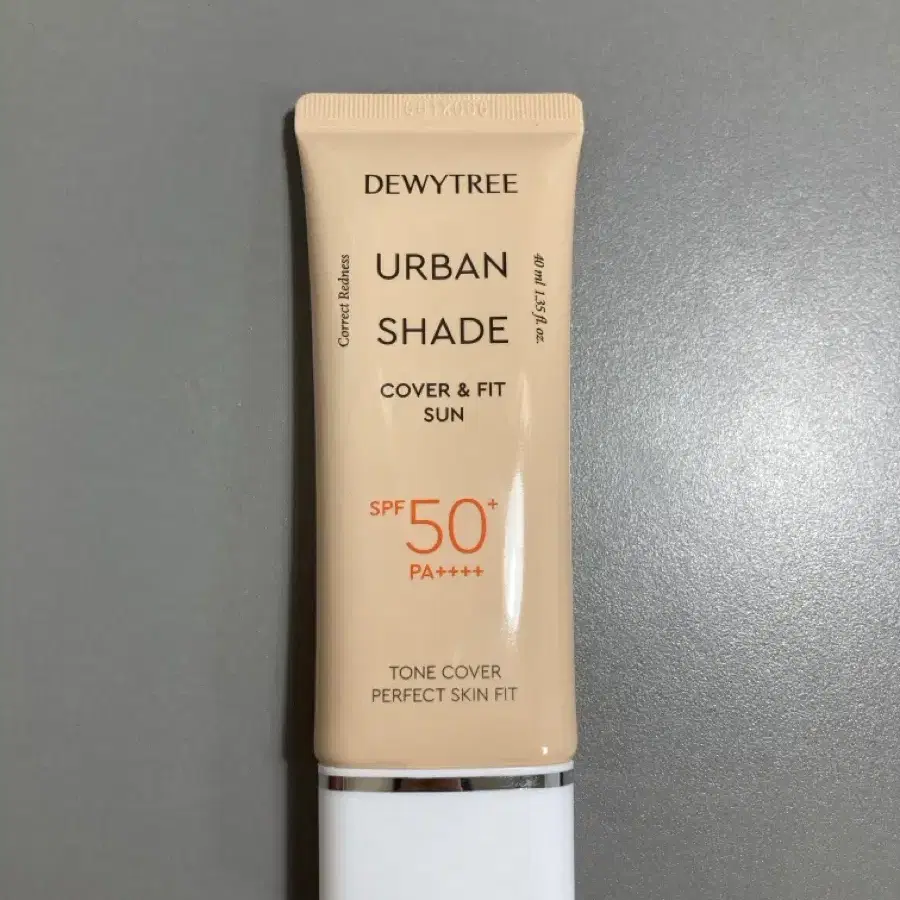 DEWYTREE
URBAN
SHADE
Correct Redness
40 ml 1.35 fl. oz.
COVER & FIT
SUN
SPF 50+
PA++++
TONE COVER
PERFECT SKIN FIT